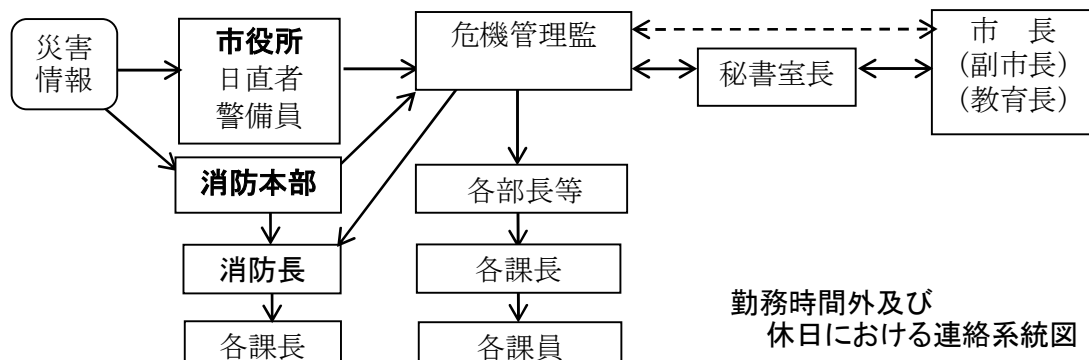 災害
情報
市役所
日直者
警備員
危機管理監
秘書室長
市　長
（副市長）
（教育長）
消防本部
各部長等
消防長
各課長
各課長
各課員
勤務時間外及び
休日における連絡系統図